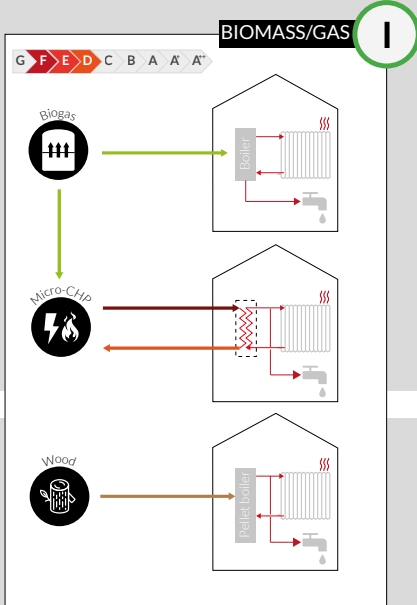 BIOMASS/GAS
I
G F E D C B A A⁺ A⁺⁺
Biogas
Boiler
Micro-CHP
Wood
Pellet boiler